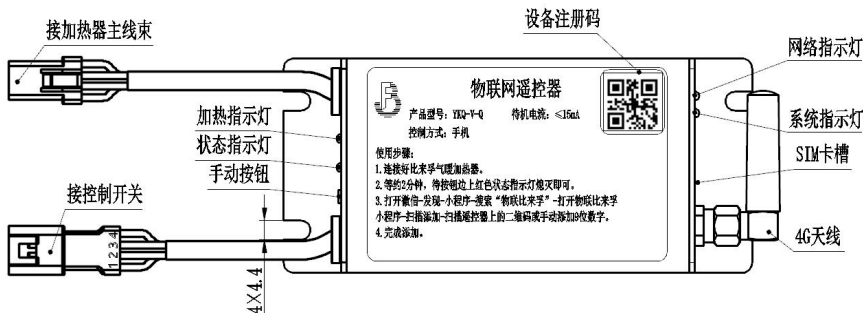 设备注册码
接加热器主线束
网络指示灯
物联网遥控器
加热指示灯
产品型号：YKQ-V-Q 待机电流：≤15mA
系统指示灯
控制方式：手机
状态指示灯
SIM卡槽
手动按钮
使用步骤：
1.连接好比来孚气暖加热器。
2.等约2分钟，待按钮边上红色状态指示灯熄灭即可。
3.打开微信-发现-小程序-搜索“物联比来孚”-打开物联比来孚
小程序-扫描添加-扫描遥控器上的二维码或手动添加9位数字。
4.完成添加。
接控制开关
1234
4G天线
4×4.4